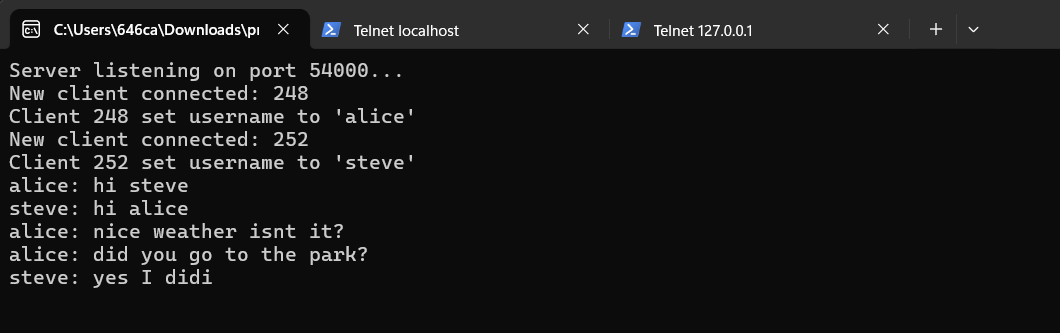 C:\Users\646ca\Downloads\pr
Telnet localhost
Telnet 127.0.0.1
Server listening on port 54000...
New client connected: 248
Client 248 set username to 'alice'
New client connected: 252
Client 252 set username to 'steve'
alice: hi steve
steve: hi alice
alice: nice weather isnt it?
alice: did you go to the park?
steve: yes I didi